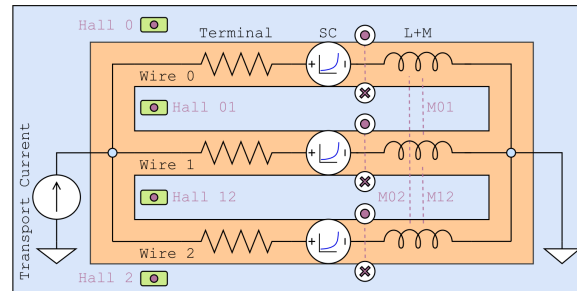 Hall 0
Terminal
SC
L+M
+
-
Wire 0
Hall 01
M01
+
-
Wire 1
Hall 12
M02
M12
+
-
Wire 2
Hall 2
Transport Current